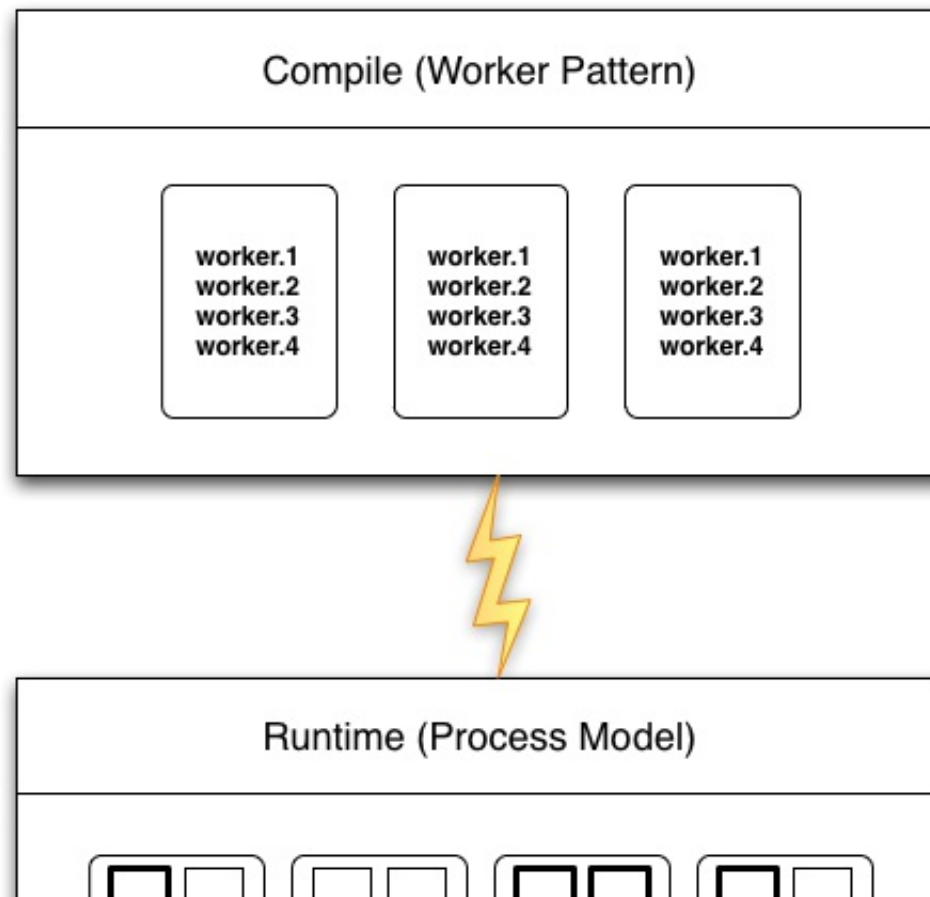 Compile (Worker Pattern)
worker.1
worker.2
worker.3
worker.4
worker.1
worker.2
worker.3
worker.4
worker.1
worker.2
worker.3
worker.4
Runtime (Process Model)